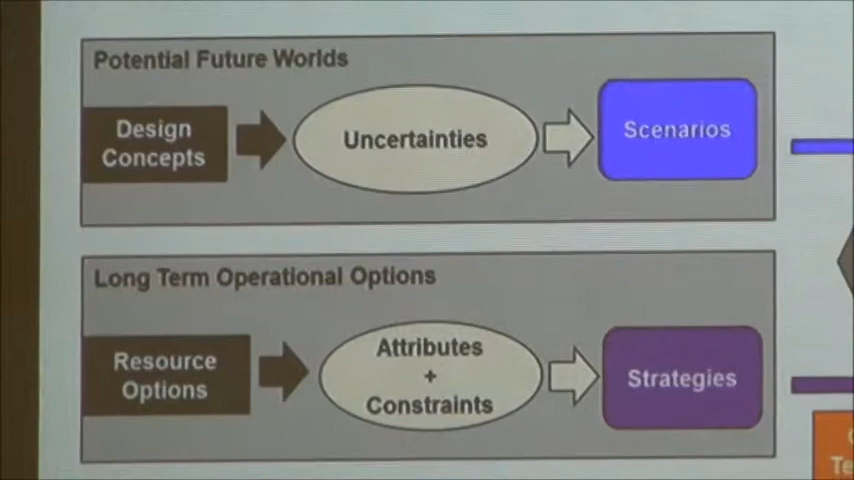 Potential Future Worlds
Design
Concepts
Uncertainties
Scenarios
Long Term Operational Options
Resource
Options
Attributes
+
Constraints
Strategies